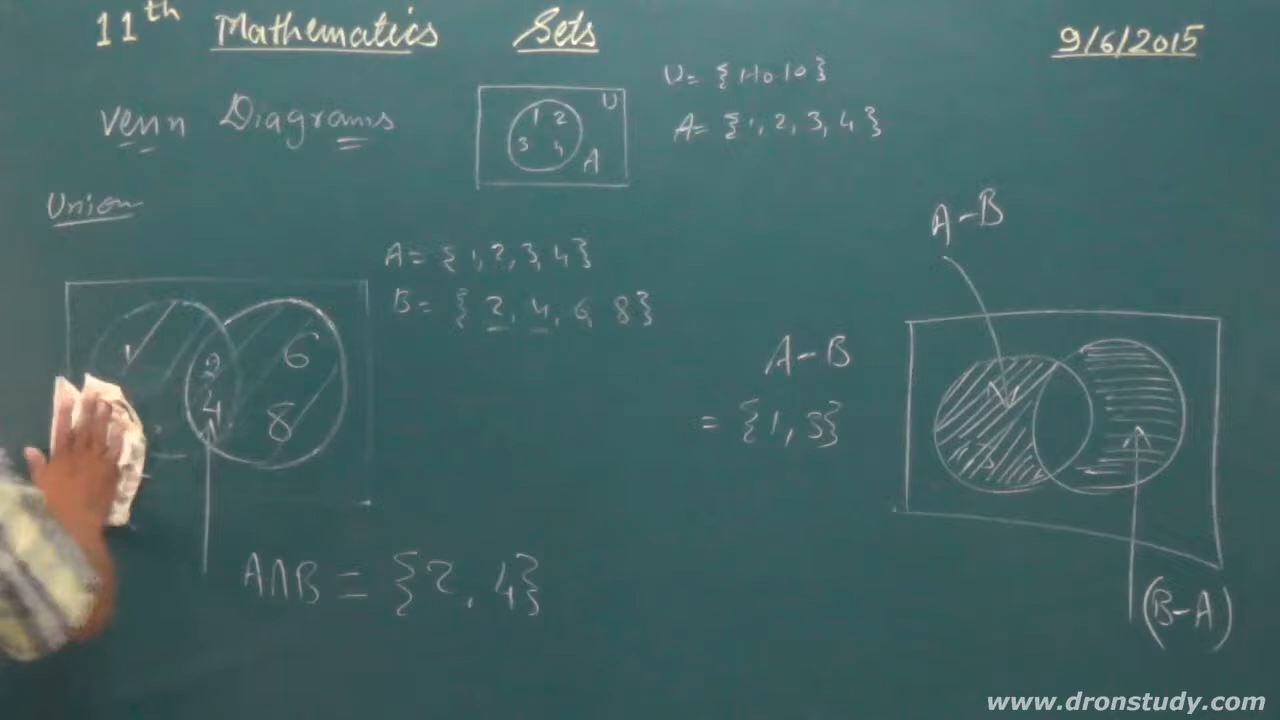 11th Mathematics Sets 9/6/2015
Venn Diagrams
U
1 2
3 4
A
U = {1 to 10}
A = {1, 2, 3, 4}
Union
A = {1, 2, 3, 4}
B = {2, 4, 6, 8}
1
2
4
6
8
A∩B = {2, 4}
A-B
= {1, 3}
A-B
(B-A)
www.dronstudy.com